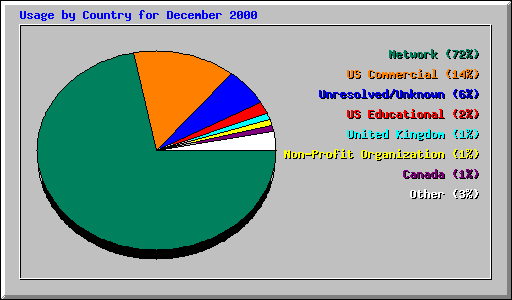 Usage by Country for December 2000
Network (72%)
US Commercial (14%)
Unresolved/Unknown (6%)
US Educational (2%)
United Kingdom (1%)
Non-Profit Organization (1%)
Canada (1%)
Other (3%)